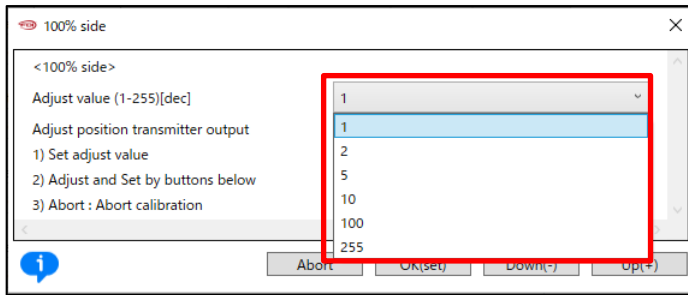 100% side
<100% side>
Adjust value (1-255)[dec]
1
Adjust position transmitter output
1
1) Set adjust value
2
2) Adjust and Set by buttons below
5
3) Abort : Abort calibration
10
100
255
Abort
OK(set)
Down(-)
Up(+)